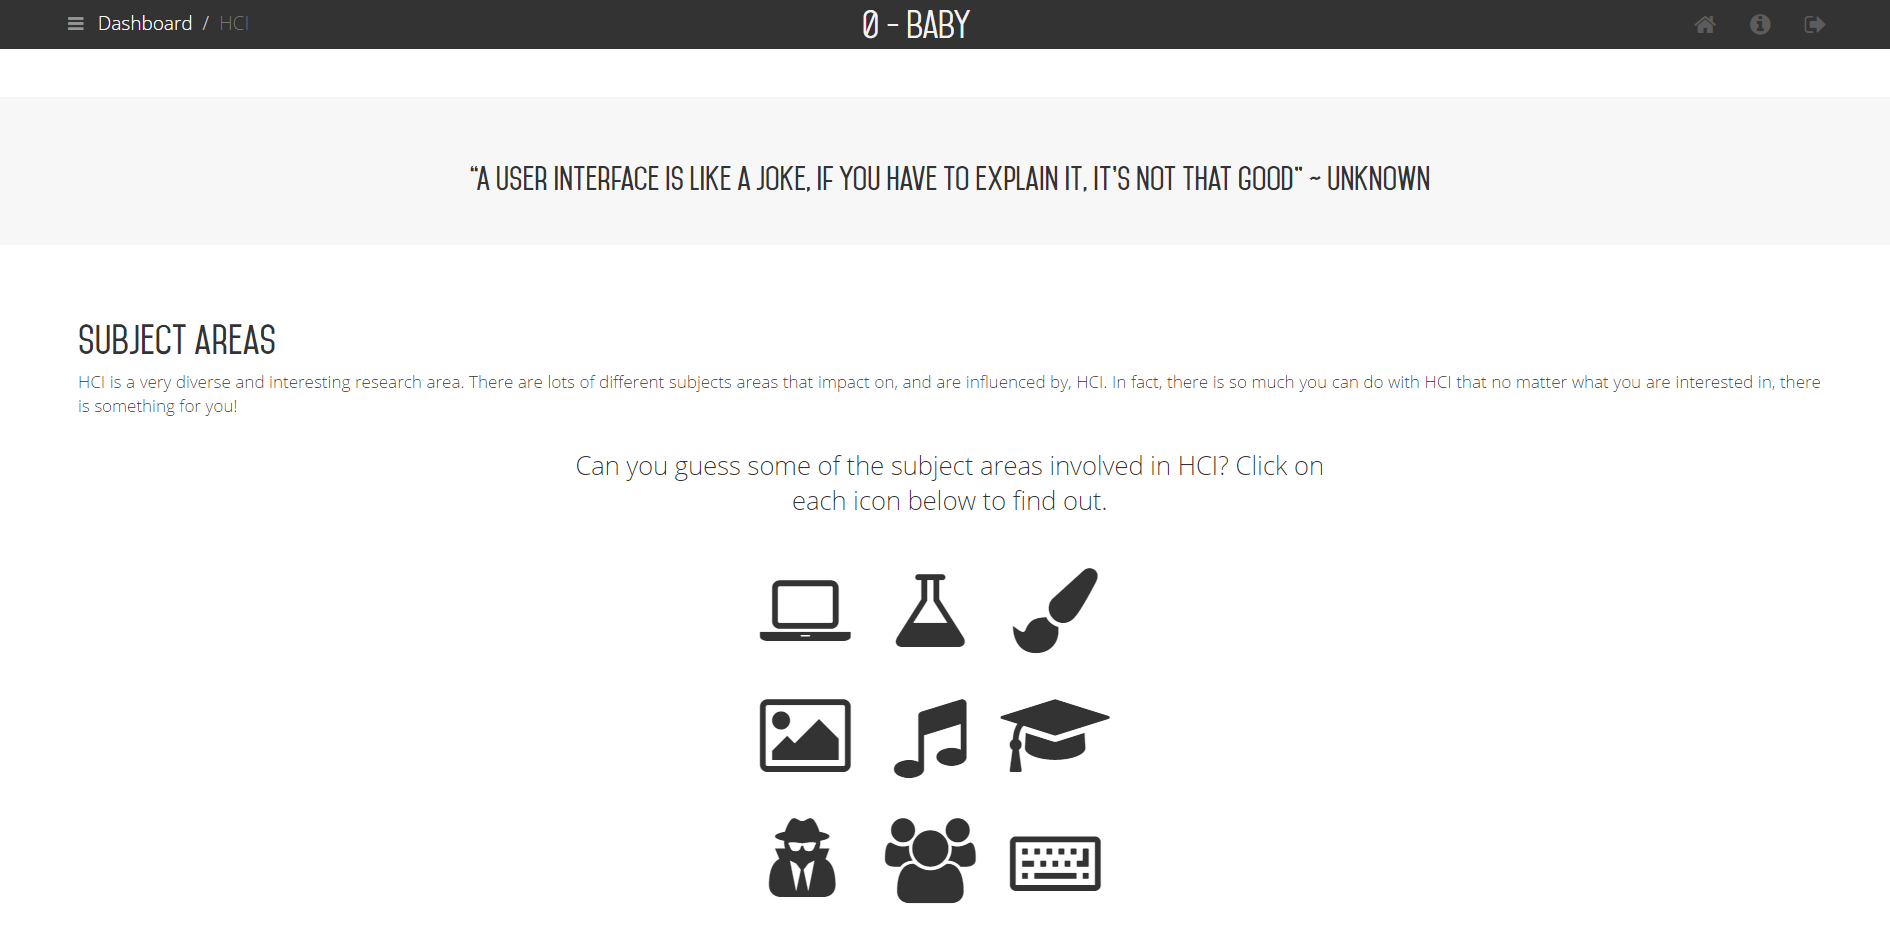 Dashboard / HCI
0 - BABY
“A USER INTERFACE IS LIKE A JOKE, IF YOU HAVE TO EXPLAIN IT, IT’S NOT THAT GOOD” ~ UNKNOWN
SUBJECT AREAS
HCI is a very diverse and interesting research area. There are lots of different subjects areas that impact on, and are influenced by, HCI. In fact, there is so much you can do with HCI that no matter what you are interested in, there
is something for you!
Can you guess some of the subject areas involved in HCI? Click on
each icon below to find out.